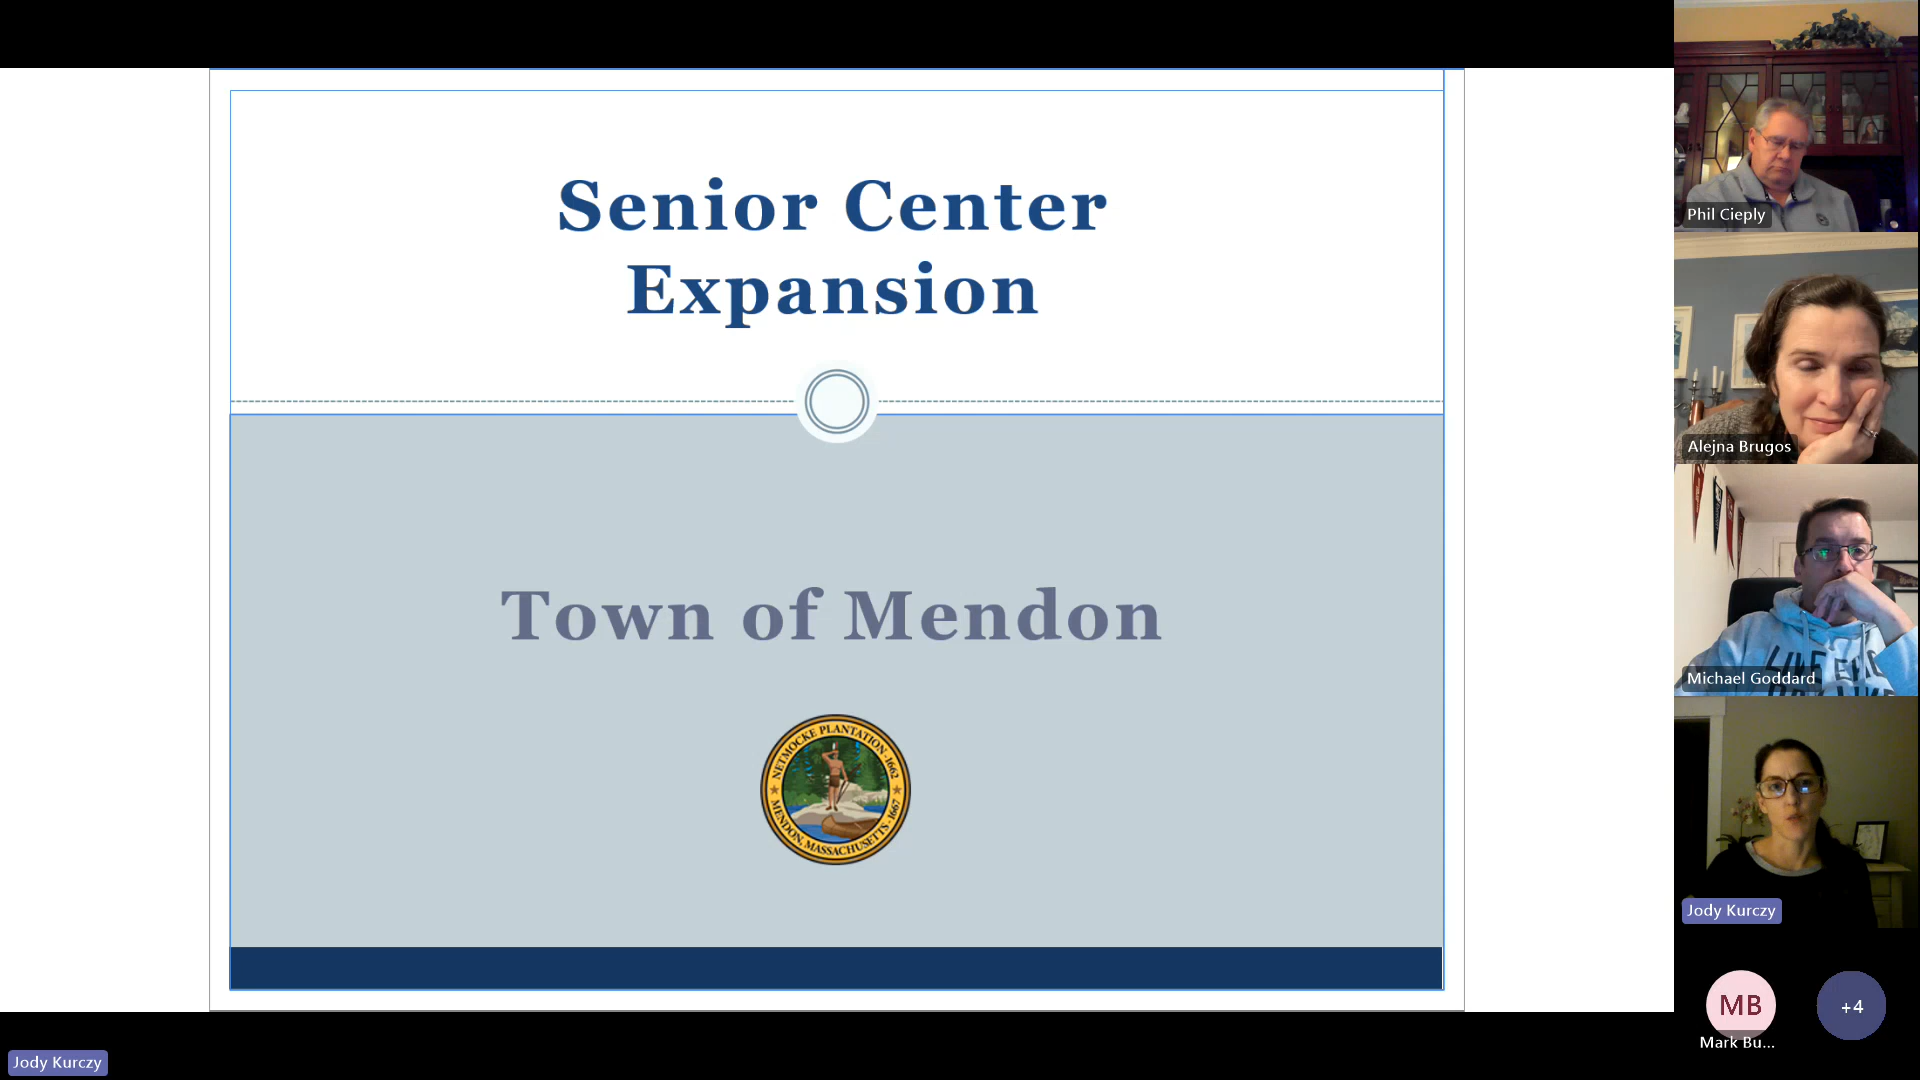 Senior Center
Expansion
Town of Mendon
NETMOCKE PLANTATION - 1662
MENDON, MASSACHUSETTS - 1667
Phil Cieply
Alejna Brugos
Michael Goddard
Jody Kurczy
MB
+4
Mark Bu...
Jody Kurczy